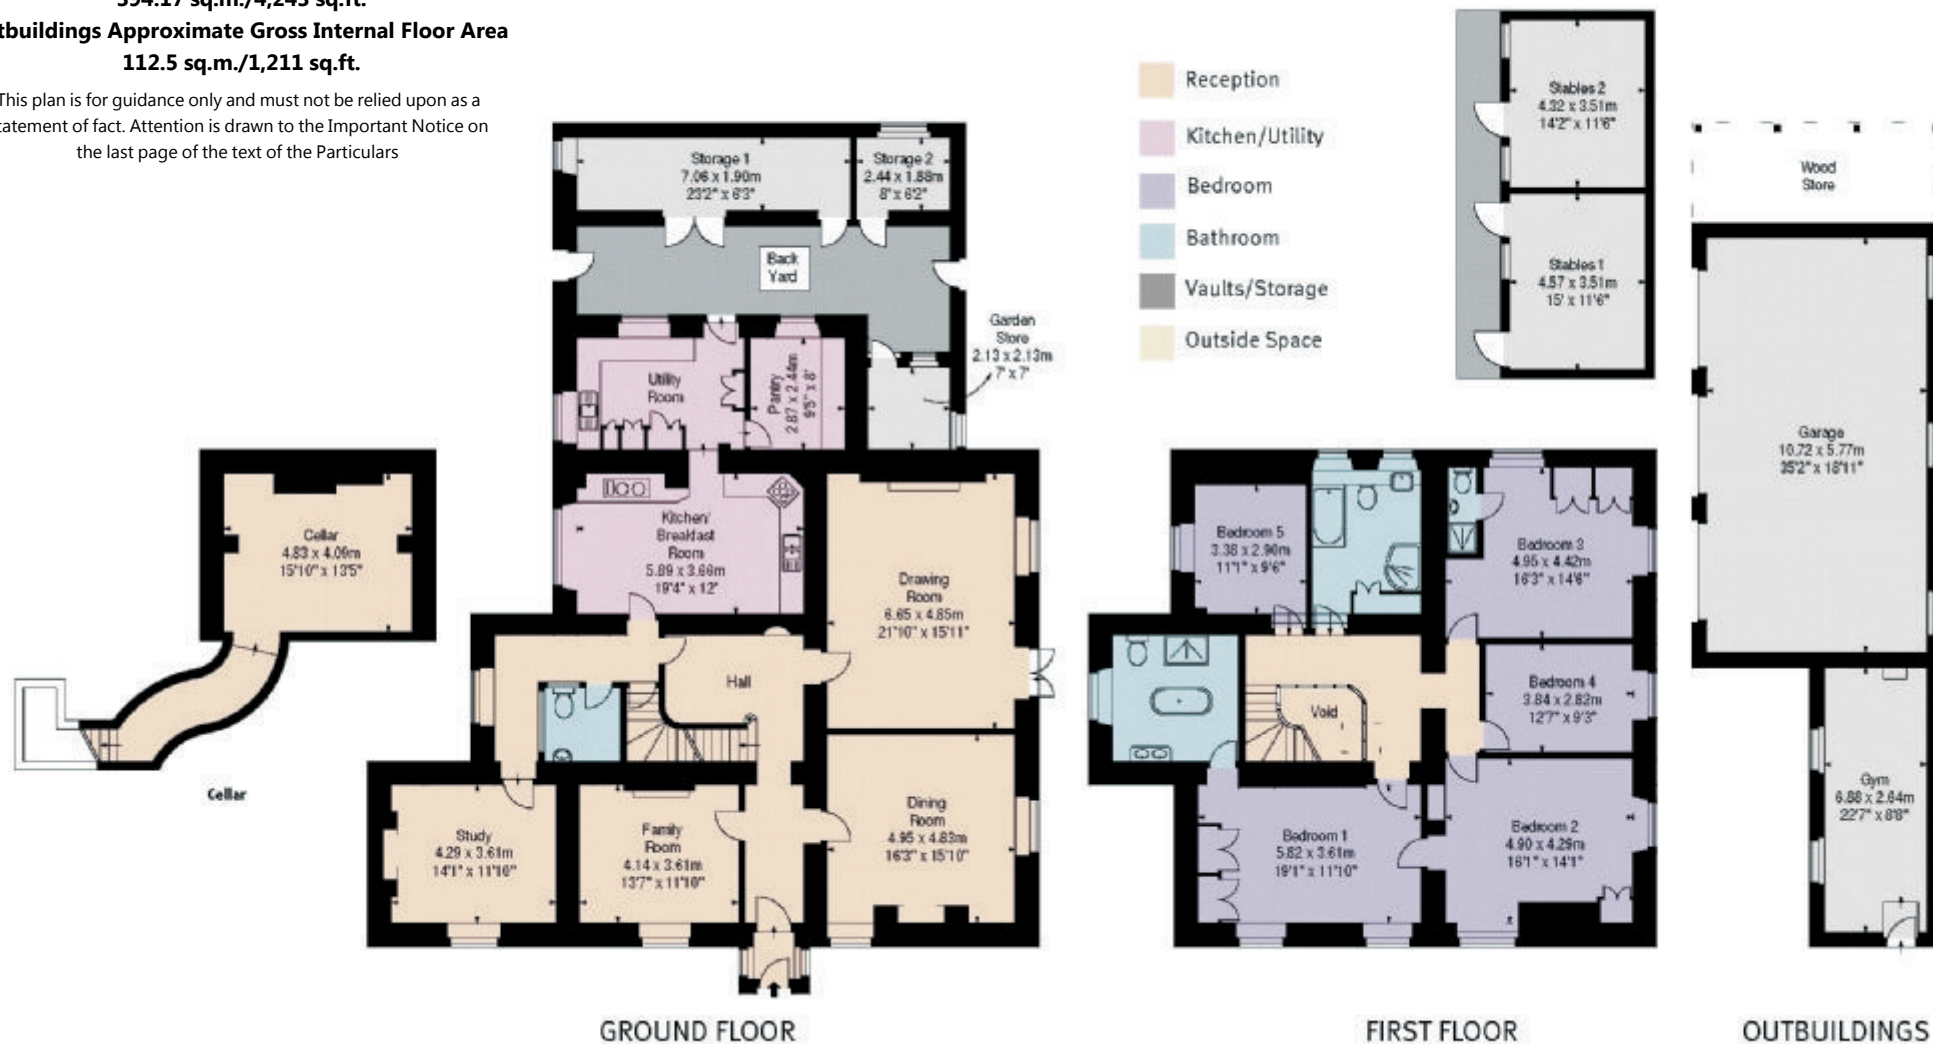 394.17 sq.m./4,243 sq.ft.
tbuildings Approximate Gross Internal Floor Area
112.5 sq.m./1,211 sq.ft.
This plan is for guidance only and must not be relied upon as a
tatement of fact. Attention is drawn to the Important Notice on
the last page of the text of the Particulars
Reception
Kitchen/Utility
Bedroom
Bathroom
Vaults/Storage
Outside Space
Storage 1
7.06 x 1.90m
23'2" x 6'3"
Storage 2
2.44 x 1.88m
8' x 6'2"
Back
Yard
Garden
Store
2.13 x 2.13m
7' x 7'
Utility
Room
Pantry
2.87 x 2.44m
9'5" x 8'
Kitchen/
Breakfast
Room
5.89 x 3.66m
19'4" x 12'
Drawing
Room
6.65 x 4.85m
21'10" x 15'11"
Hall
Dining
Room
4.95 x 4.83m
16'3" x 15'10"
Study
4.29 x 3.61m
14'1" x 11'10"
Family
Room
4.14 x 3.61m
13'7" x 11'10"
GROUND FLOOR
Cellar
4.83 x 4.09m
15'10" x 13'5"
Cellar
Bedroom 5
3.38 x 2.90m
11'1" x 9'6"
Bedroom 3
4.95 x 4.42m
16'3" x 14'6"
Bedroom 4
3.84 x 2.82m
12'7" x 9'3"
Void
Bedroom 1
5.82 x 3.61m
19'1" x 11'10"
Bedroom 2
4.90 x 4.29m
16'1" x 14'1"
FIRST FLOOR
Stables 2
4.32 x 3.51m
14'2" x 11'6"
Stables 1
4.57 x 3.51m
15' x 11'6"
Wood
Store
Garage
10.72 x 5.77m
35'2" x 18'11"
Gym
6.88 x 2.64m
22'7" x 8'8"
OUTBUILDINGS